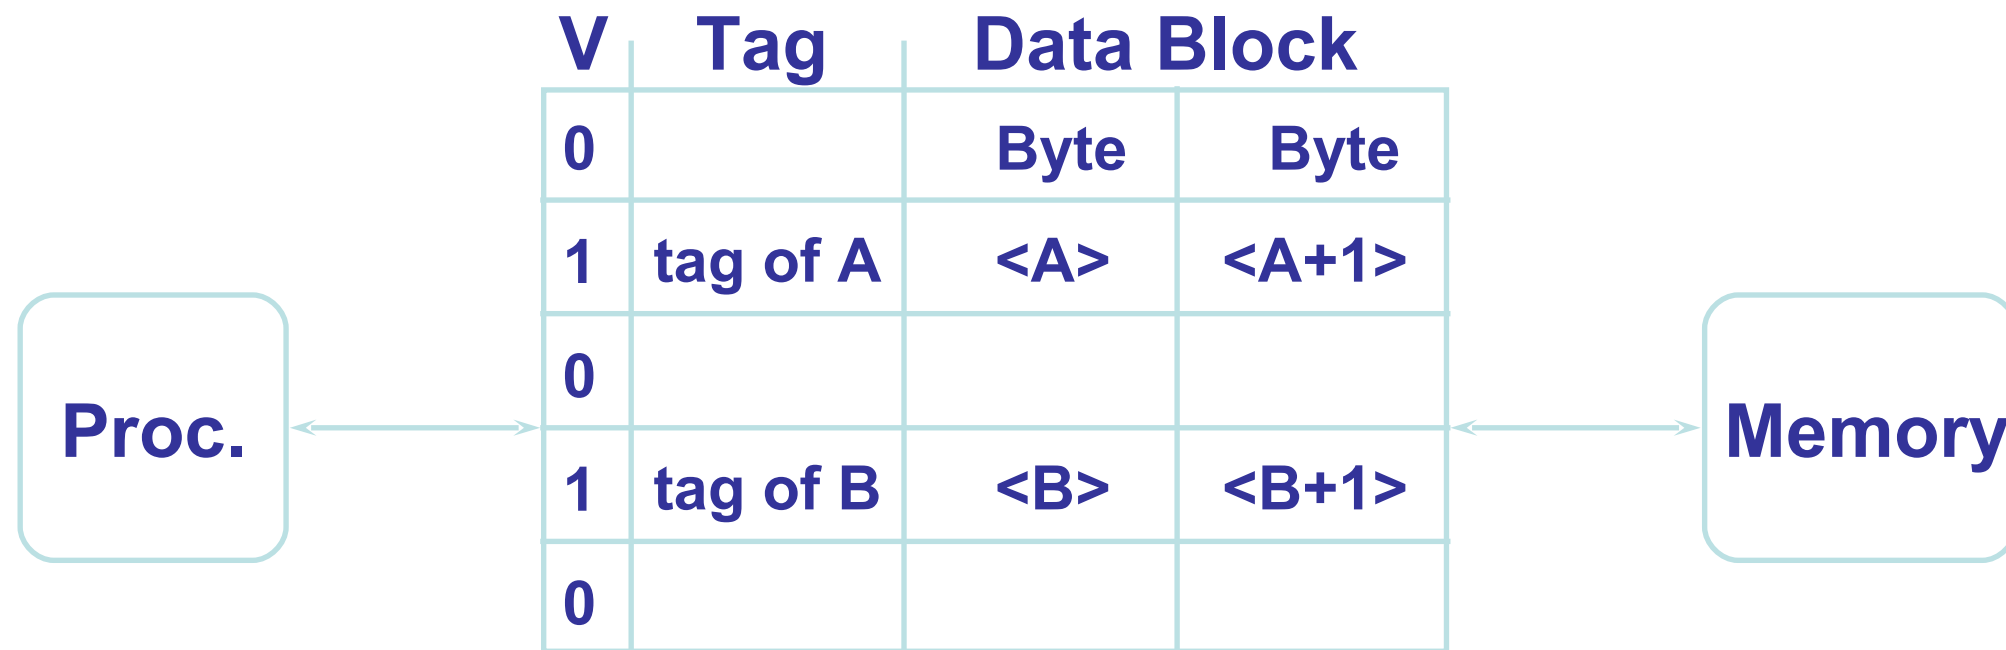 V Tag Data Block
0 Byte Byte
1 tag of A <A> <A+1>
0
Proc. Memory
1 tag of B <B> <B+1>
0